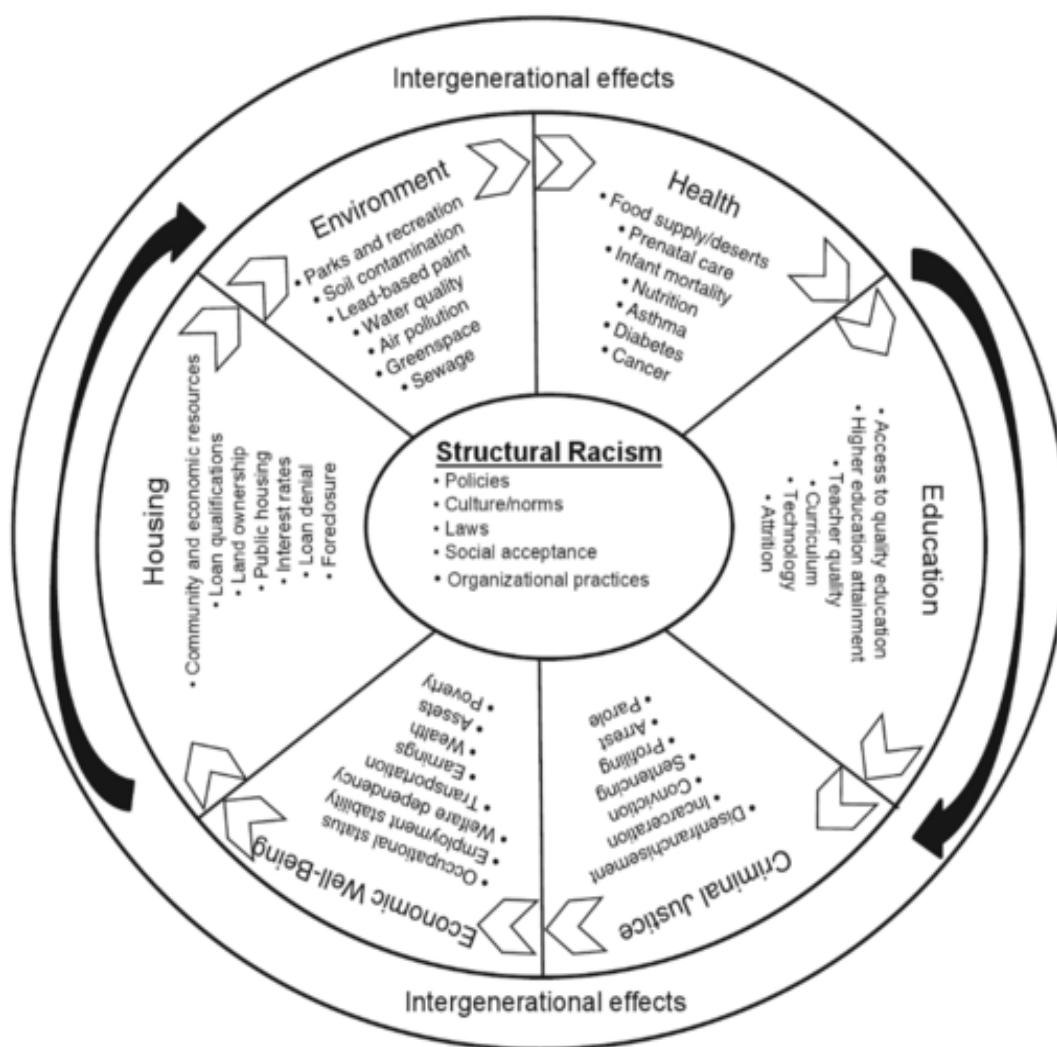 Intergenerational effects
Environment
• Parks and recreation
• Soil contamination
• Lead-based paint
• Water quality
• Air pollution
• Greenspace
• Sewage
Health
• Food supply/deserts
• Prenatal care
• Infant mortality
• Nutrition
• Asthma
• Diabetes
• Cancer
Education
• Access to quality education
• Higher education attainment
• Teacher quality
• Curriculum
• Technology
• Attrition
Criminal Justice
Disenfranchisement
• Incarceration
• Conviction
• Sentencing
• Profiling
• Arrest
• Parole
Economic Well-Being
• Occupational status
• Employment stability
• Welfare dependency
• Transportation
• Earnings
• Wealth
• Assets
• Poverty
Housing
• Community and economic resources
• Loan qualifications
• Land ownership
• Public housing
• Interest rates
• Loan denial
• Foreclosure
Structural Racism
• Policies
• Culture/norms
• Laws
• Social acceptance
• Organizational practices
Intergenerational effects